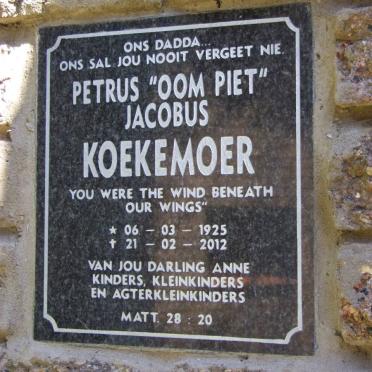 ONS DADDA...
ONS SAL JOU NOOIT VERGEET NIE.
PETRUS "OOM PIET"
JACOBUS
KOEKEMOER
YOU WERE THE WIND BENEATH
OUR WINGS"
★ 06 - 03 - 1925
✝ 21 - 02 - 2012
VAN JOU DARLING ANNE
KINDERS, KLEINKINDERS
EN AGTERKLEINKINDERS
MATT. 28 : 20